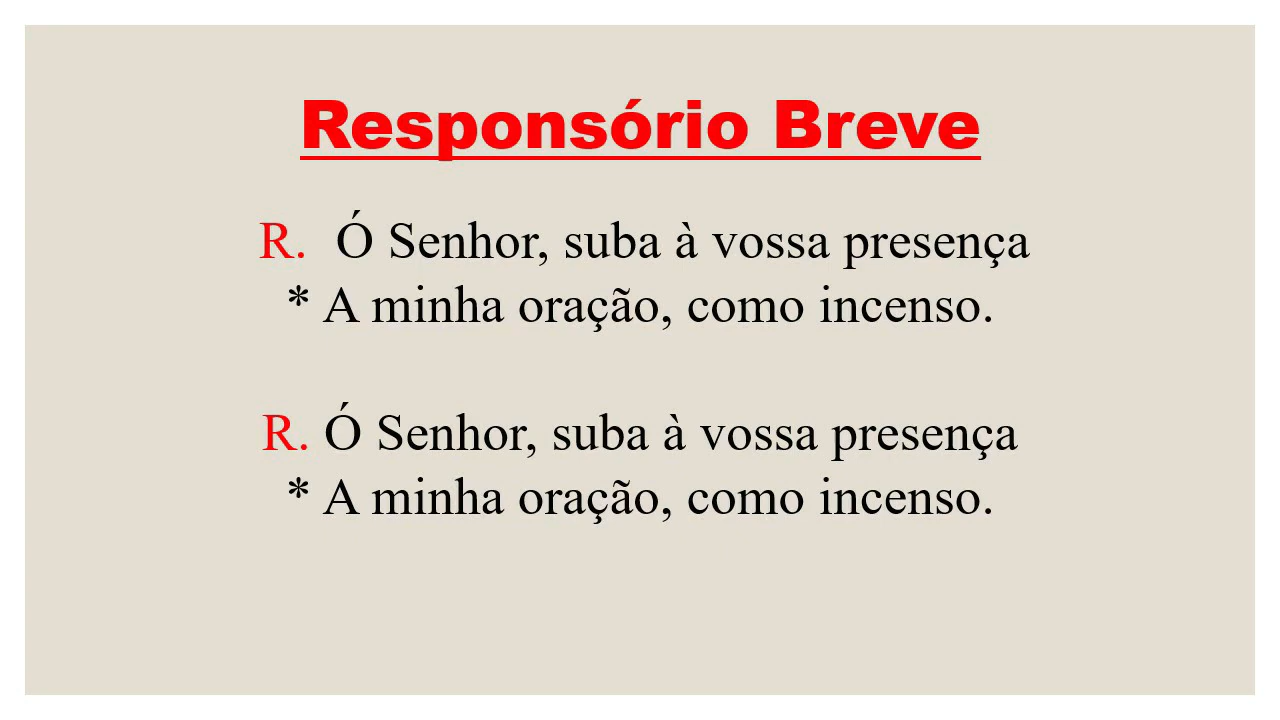 Responsório Breve
R. Ó Senhor, suba à vossa presença
* A minha oração, como incenso.
R. Ó Senhor, suba à vossa presença
* A minha oração, como incenso.